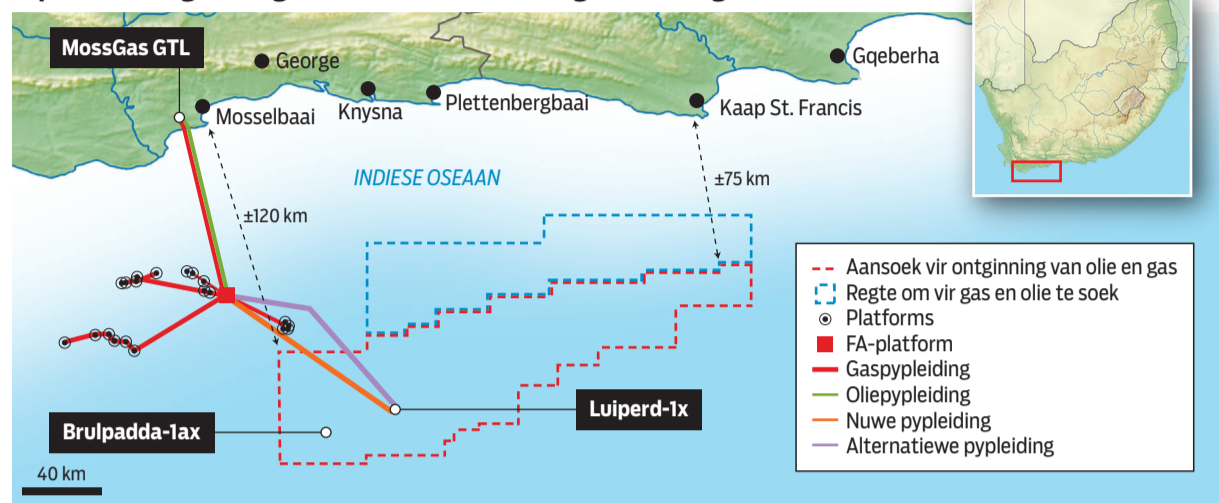 MossGas GTL
George
Gqeberha
Mosselbaai
Knysna
Plettenbergbaai
Kaap St. Francis
INDIESE OSEAAN
±75 km
±120 km
Aansoek vir ontginning van olie en gas
Regte om vir gas en olie te soek
Platforms
FA-platform
Gaspypleiding
Oliepypleiding
Nuwe pypleiding
Alternatiewe pypleiding
Luiperd-1x
Brulpadda-1ax
40 km